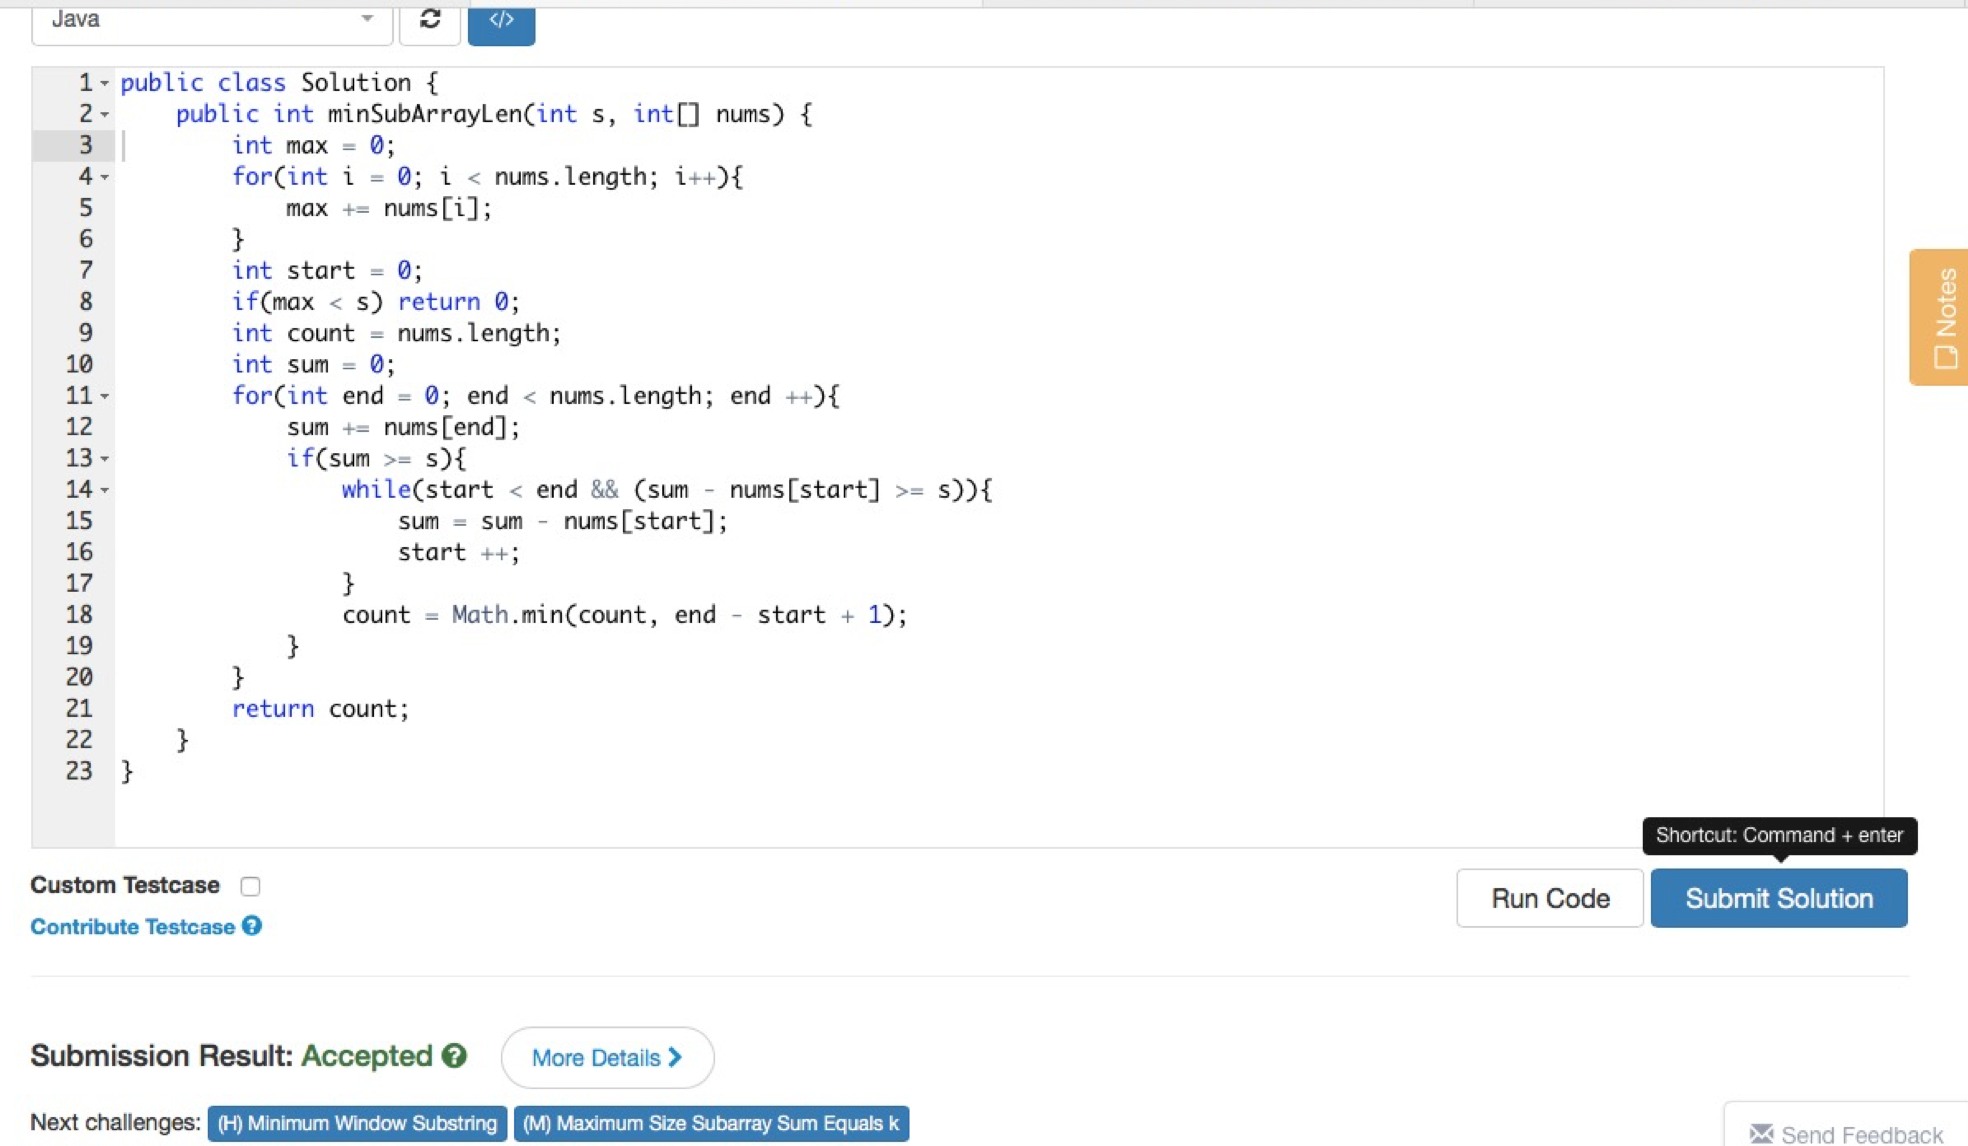 Java
</>
1 public class Solution {
2 public int minSubArrayLen(int s, int[] nums) {
3 int max = 0;
4 for(int i = 0; i < nums.length; i++){
5 max += nums[i];
6 }
7 int start = 0;
8 if(max < s) return 0;
9 int count = nums.length;
10 int sum = 0;
11 for(int end = 0; end < nums.length; end ++){
12 sum += nums[end];
13 if(sum >= s){
14 while(start < end && (sum - nums[start] >= s)){
15 sum = sum - nums[start];
16 start ++;
17 }
18 count = Math.min(count, end - start + 1);
19 }
20 }
21 return count;
22 }
23 }
Notes
Shortcut: Command + enter
Custom Testcase
Run Code Submit Solution
Contribute Testcase ?
Submission Result: Accepted ? More Details >
Next challenges: (H) Minimum Window Substring (M) Maximum Size Subarray Sum Equals k
Send Feedback